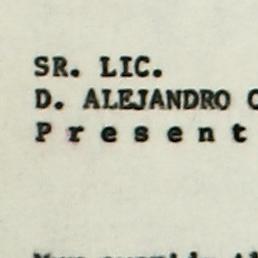 SR. LIC.
D. ALEJANDRO
P r e s e n t